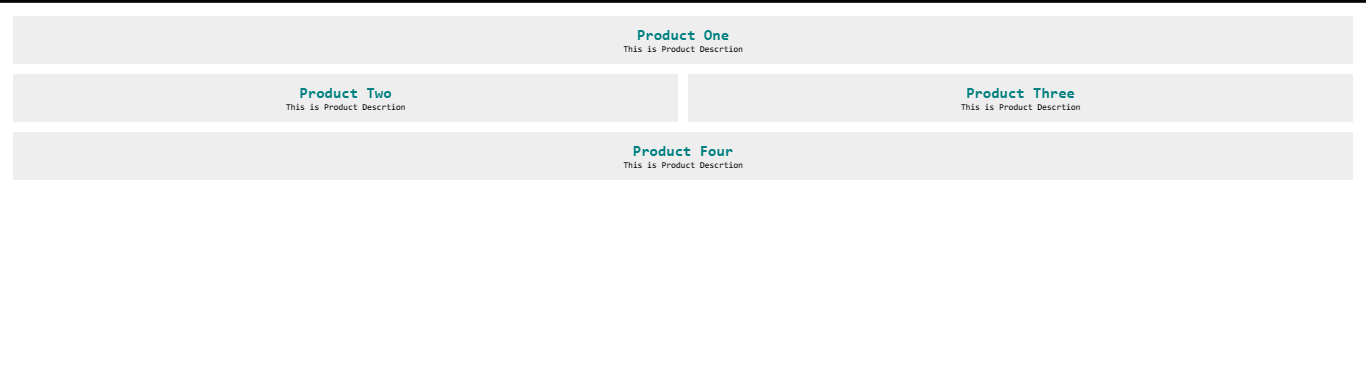 Product One
This is Product Descrtion
Product Two
This is Product Descrtion
Product Three
This is Product Descrtion
Product Four
This is Product Descrtion